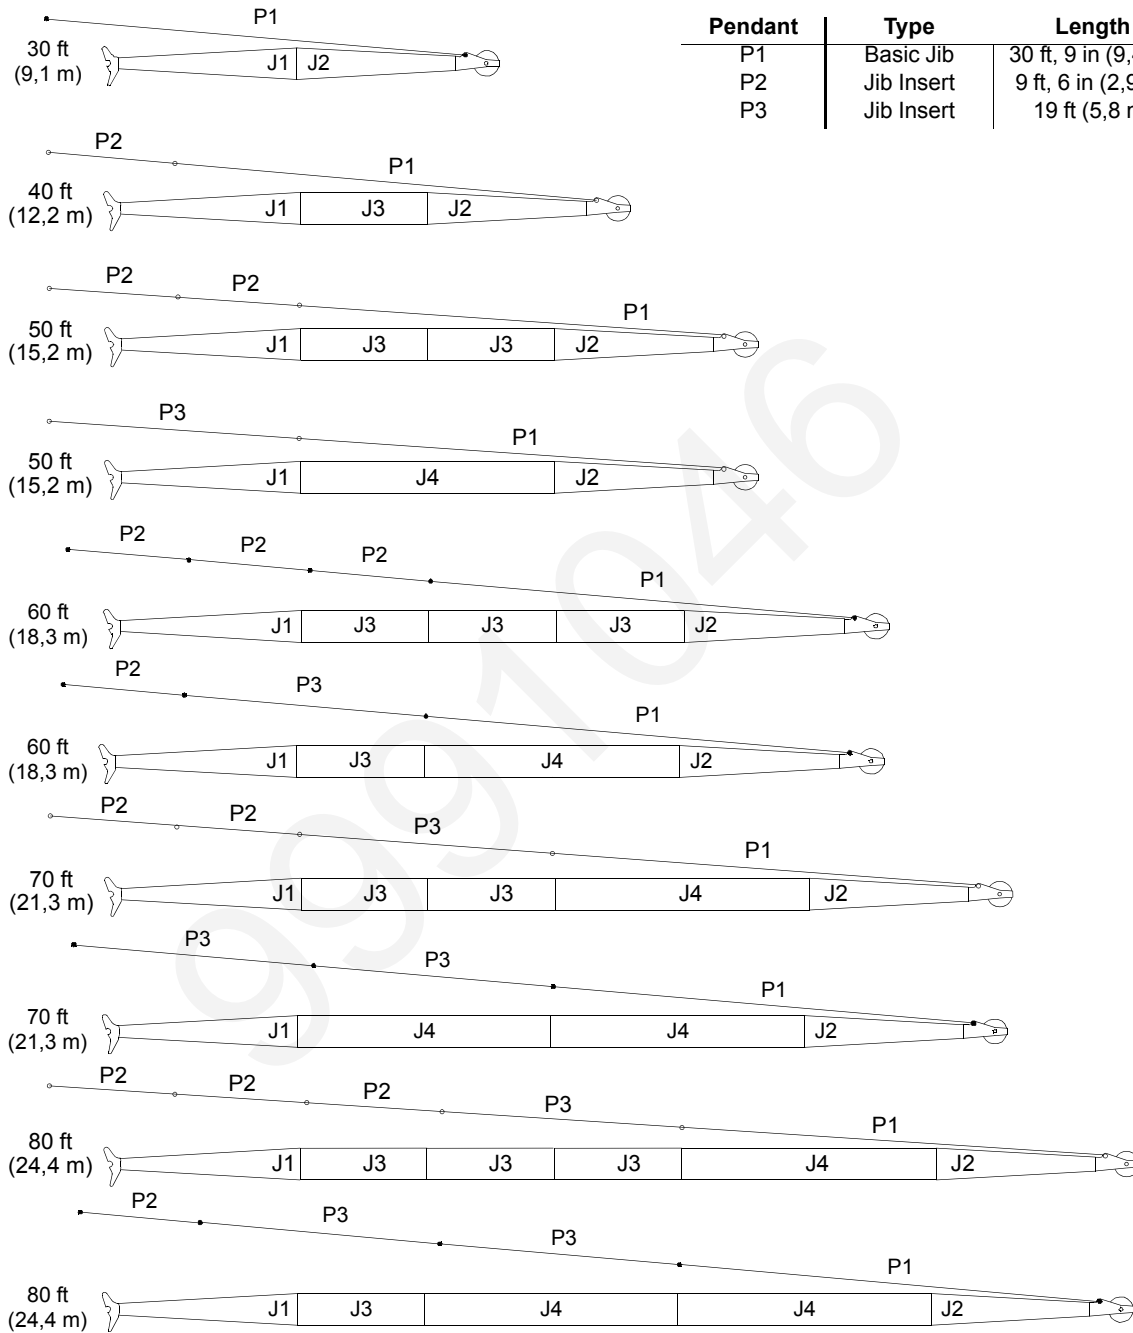 P1
30 ft
(9,1 m)
J1 J2
Pendant Type Length
P1 Basic Jib 30 ft, 9 in (9,
P2 Jib Insert 9 ft, 6 in (2,9
P3 Jib Insert 19 ft (5,8
P2 P1
40 ft
(12,2 m)
J1 J3 J2
P2 P2 P1
50 ft
(15,2 m)
J1 J3 J3 J2
P3 P1
50 ft
(15,2 m)
J1 J4 J2
P2 P2 P2 P1
60 ft
(18,3 m)
J1 J3 J3 J3 J2
P2 P3 P1
60 ft
(18,3 m)
J1 J3 J4 J2
P2 P2 P3 P1
70 ft
(21,3 m)
J1 J3 J3 J4 J2
P3 P3 P1
70 ft
(21,3 m)
J1 J4 J4 J2
P2 P2 P2 P3 P1
80 ft
(24,4 m)
J1 J3 J3 J3 J4 J2
P2 P3 P3 P1
80 ft
(24,4 m)
J1 J3 J4 J4 J2
991046